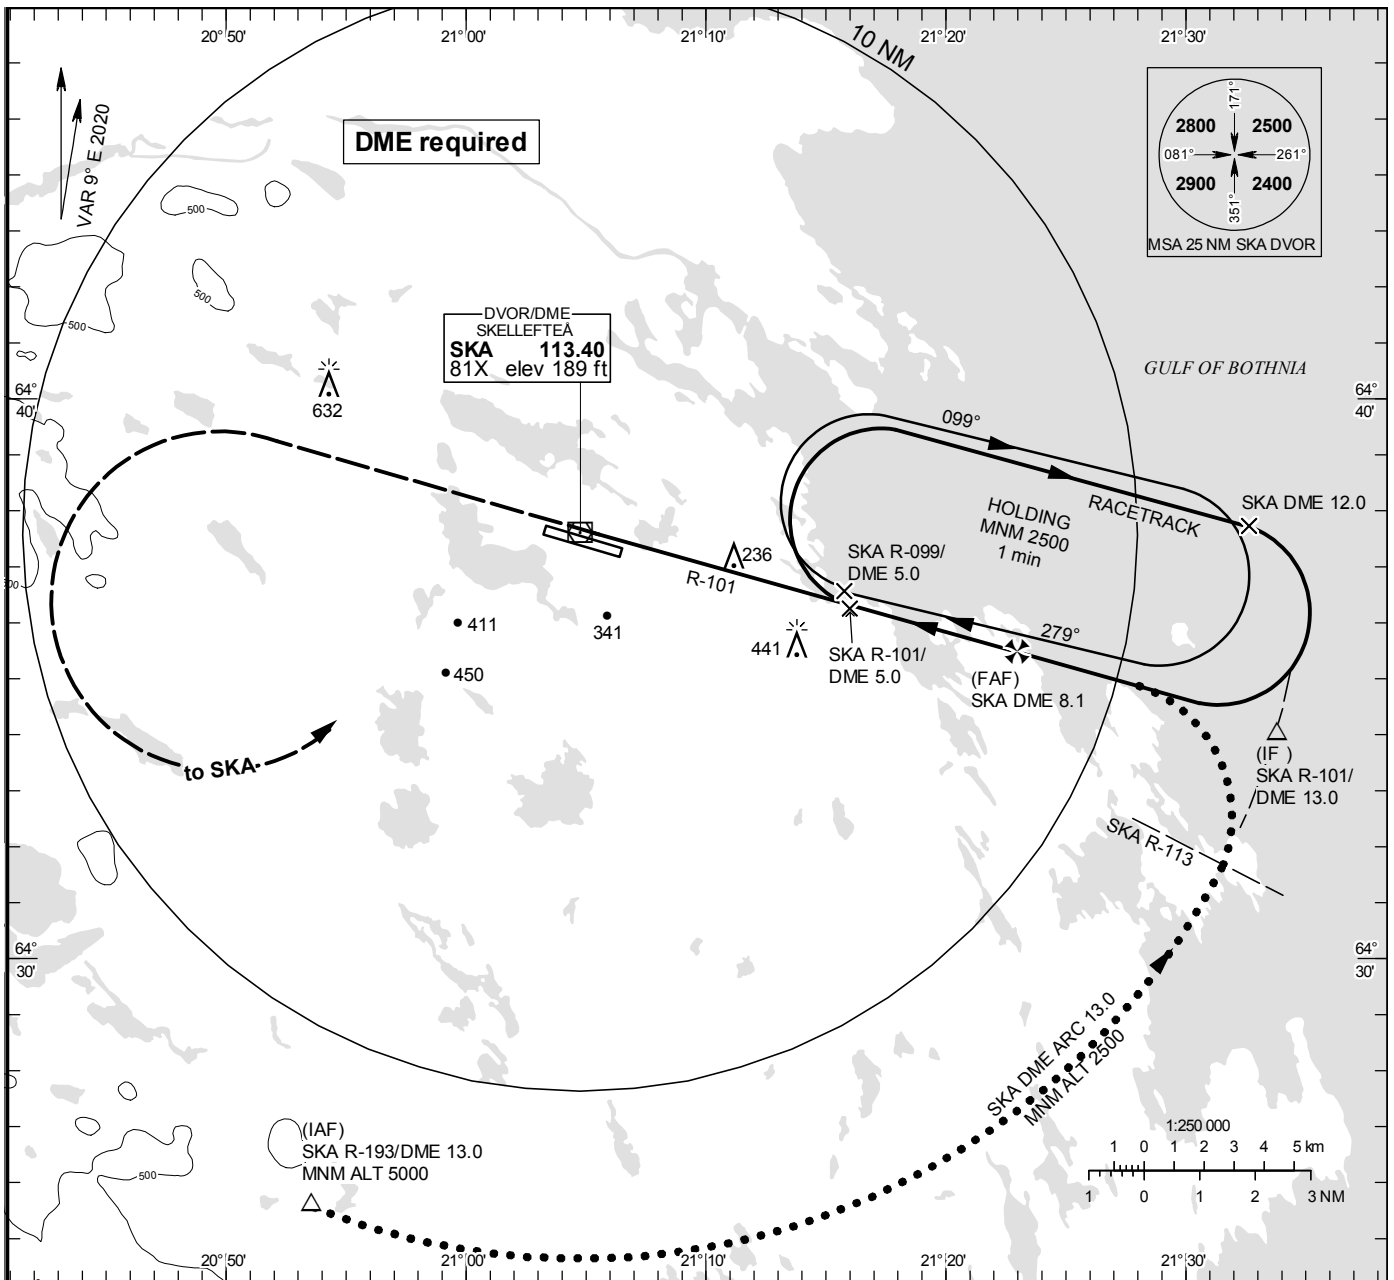 20°50'
21°00'
21°10'
21°20'
21°30'
10 NM
VAR 9° E 2020
DME required
171°
2800
2500
081°
261°
2900
2400
351°
MSA 25 NM SKA DVOR
500
500
500
DVOR/DME
SKELLEFTEÅ
SKA 113.40
81X elev 189 ft
GULF OF BOTHNIA
64°
40'
64°
40'
632
099°
RACETRACK
SKA DME 12.0
HOLDING
MNM 2500
1 min
SKA R-099/
DME 5.0
236
R-101
279°
411
341
441
450
SKA R-101/
DME 5.0
(FAF)
SKA DME 8.1
to SKA
(IF )
SKA R-101/
DME 13.0
SKA R-113
64°
30'
64°
30'
SKA DME ARC 13.0
MNM ALT 2500
(IAF)
SKA R-193/DME 13.0
MNM ALT 5000
500
1:250 000
1 0 1 2 3 4 5 km
1 0 1 2 3 NM
20°50'
21°00'
21°10'
21°20'
21°30'